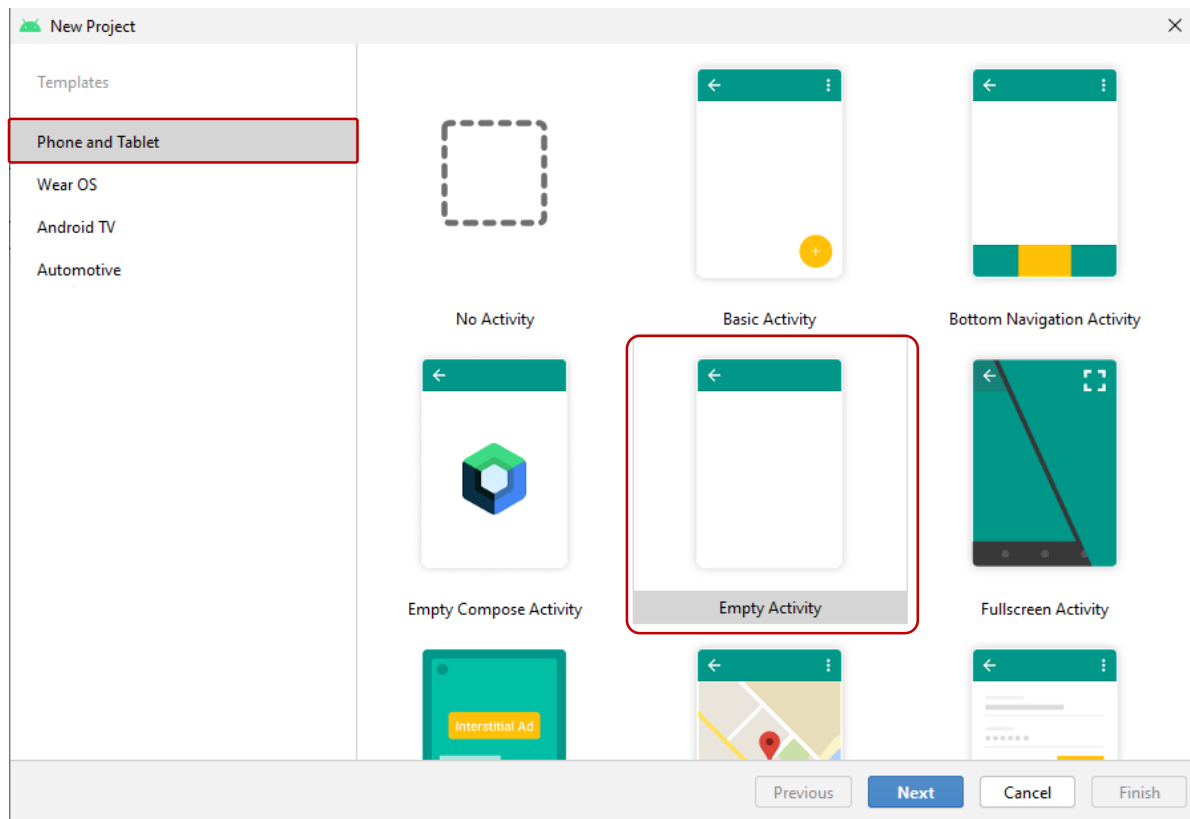 New Project
Templates
Phone and Tablet
Wear OS
Android TV
Automotive
No Activity
Basic Activity
Bottom Navigation Activity
Empty Compose Activity
Empty Activity
Fullscreen Activity
Interstitial Ad
Previous
Next
Cancel
Finish